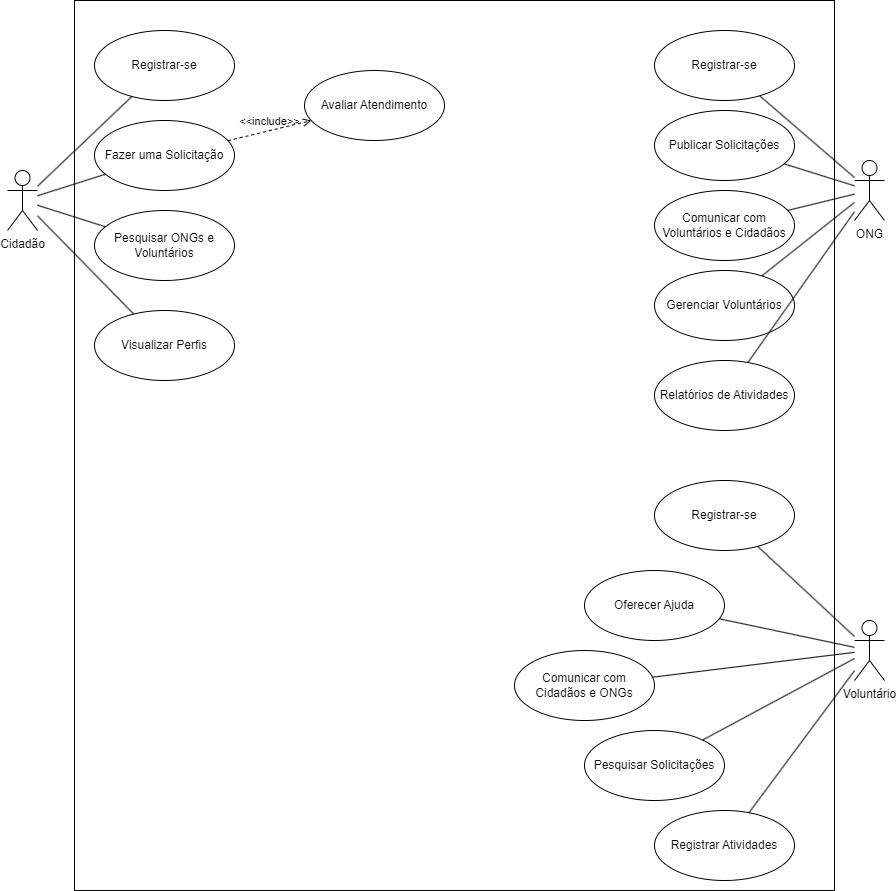 Registrar-se
Fazer uma Solicitação
<<include>>
Avaliar Atendimento
Pesquisar ONGs e
Voluntários
Visualizar Perfis
Cidadão
Registrar-se
Publicar Solicitações
Comunicar com
Voluntários e Cidadãos
Gerenciar Voluntários
Relatórios de Atividades
ONG
Registrar-se
Oferecer Ajuda
Comunicar com
Cidadãos e ONGs
Pesquisar Solicitações
Registrar Atividades
Voluntário